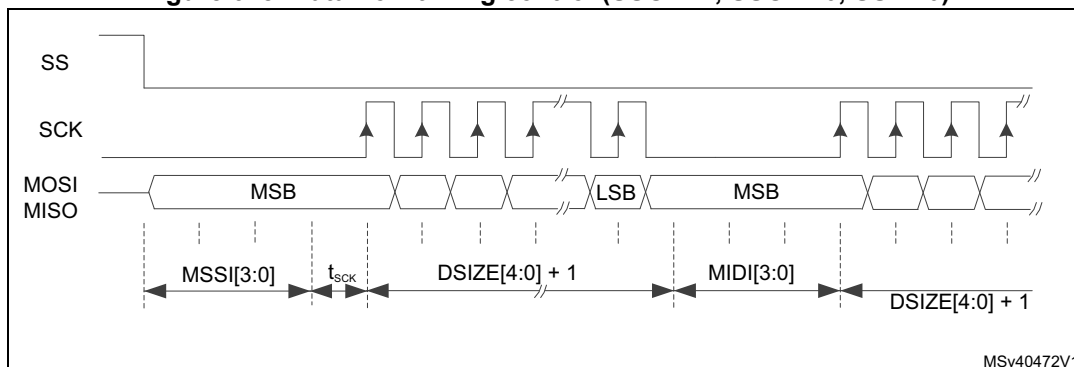 SS
SCK
MOSI
MISO
MSB
LSB
MSB
MSSI[3:0]
tSCK
DSIZE[4:0] + 1
MIDI[3:0]
DSIZE[4:0] + 1
MSv40472V1